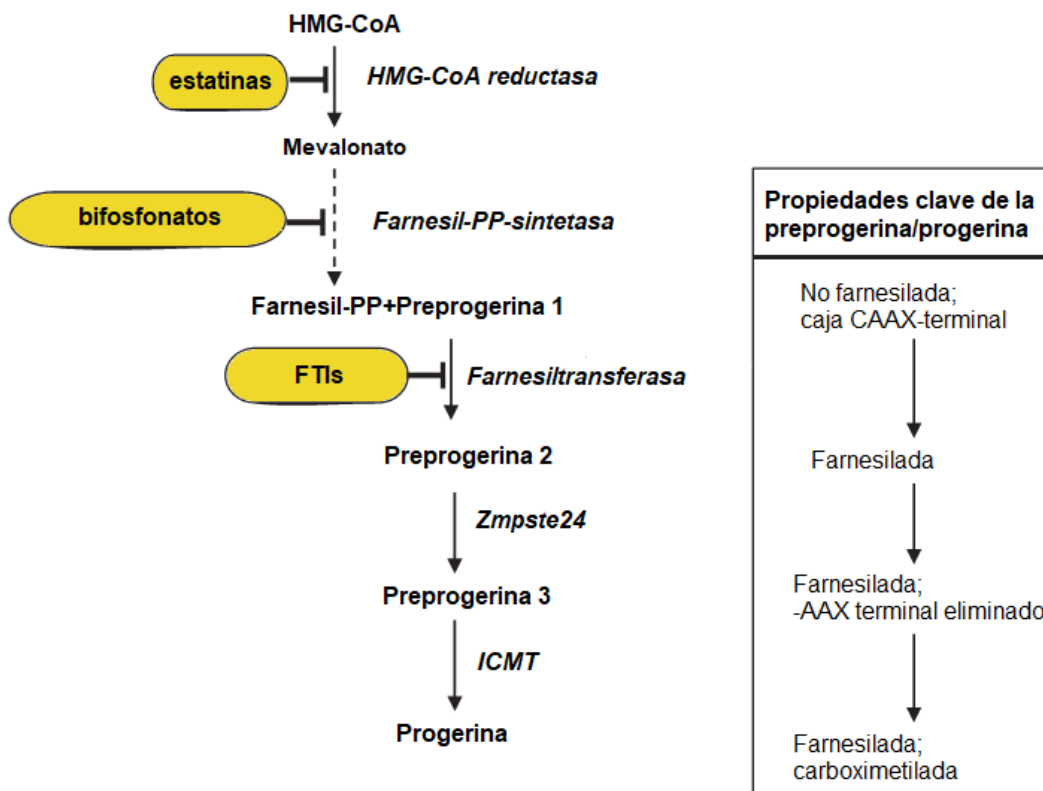 HMG-CoA
estatinas
HMG-CoA reductasa
Mevalonato
bifosfonatos
Farnesil-PP-sintetasa
Farnesil-PP+Preprogerina 1
FTIs
Farnesiltransferasa
Preprogerina 2
Zmpste24
Preprogerina 3
ICMT
Progerina
Propiedades clave de la
preprogerina/progerina
No farnesilada;
caja CAAX-terminal
Farnesilada
Farnesilada;
-AAX terminal eliminado
Farnesilada;
carboximetilada